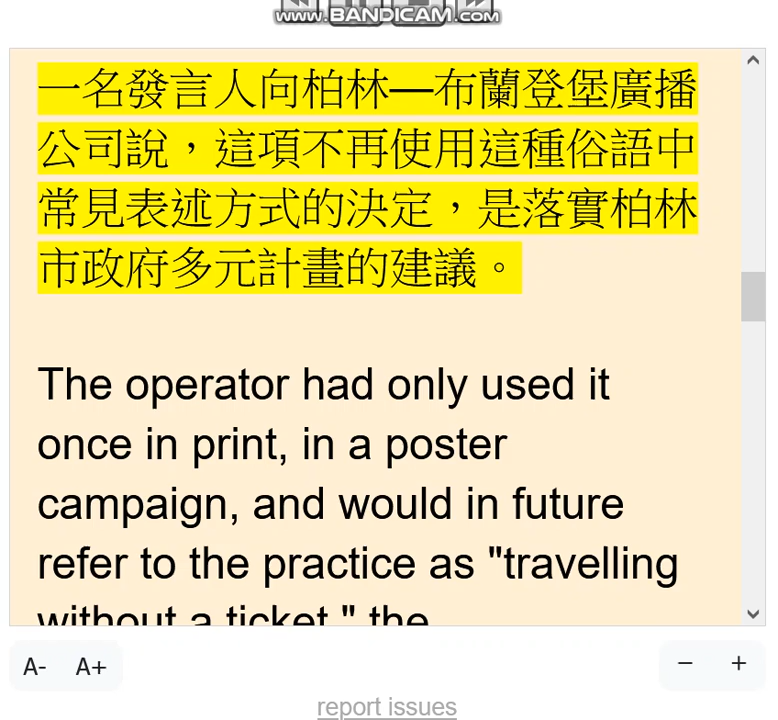 www.BANDICAM.com
一名發言人向柏林—布蘭登堡廣播
公司說，這項不再使用這種俗語中
常見表述方式的決定，是落實柏林
市政府多元計畫的建議。
The operator had only used it
once in print, in a poster
campaign, and would in future
refer to the practice as "travelling
without a ticket," the
A- A+
− +
report issues